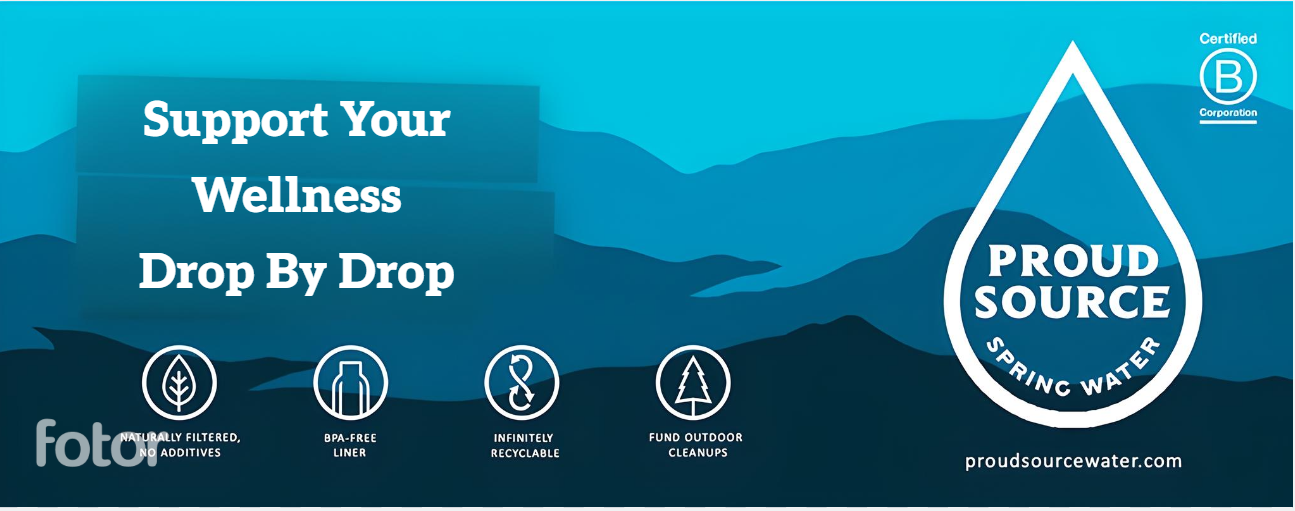 Support Your
Wellness
Drop By Drop
NATURALLY FILTERED,
NO ADDITIVES
BPA-FREE
LINER
INFINITELY
RECYCLABLE
FUND OUTDOOR
CLEANUPS
fotor
Certified
B
Corporation
PROUD
SOURCE
SPRING WATER
proudsourcewater.com